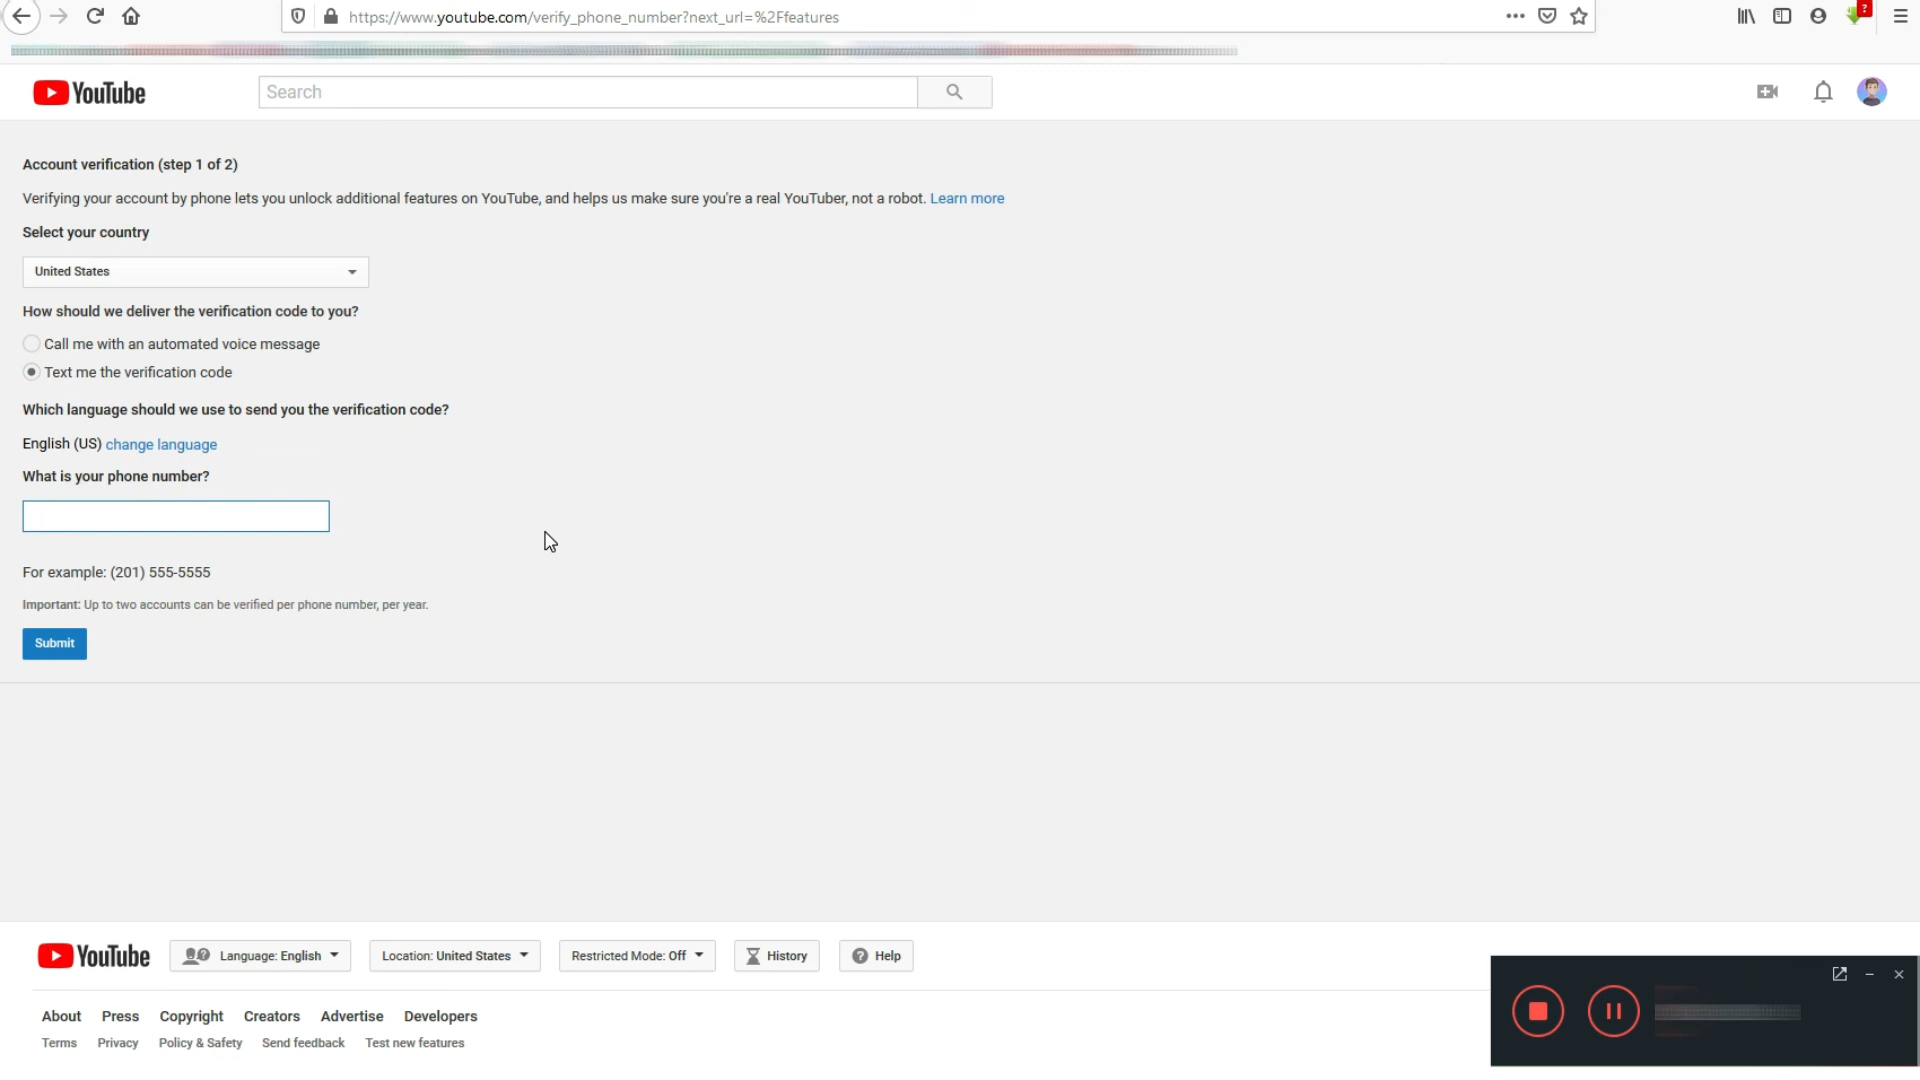 https://www.youtube.com/verify_phone_number?next_url=%2Ffeatures
?
YouTube
Search
Account verification (step 1 of 2)
Verifying your account by phone lets you unlock additional features on YouTube, and helps us make sure you're a real YouTuber, not a robot. Learn more
Select your country
United States
How should we deliver the verification code to you?
Call me with an automated voice message
Text me the verification code
Which language should we use to send you the verification code?
English (US) change language
What is your phone number?
For example: (201) 555-5555
Important: Up to two accounts can be verified per phone number, per year.
Submit
YouTube Language: English Location: United States Restricted Mode: Off History Help
About Press Copyright Creators Advertise Developers
Terms Privacy Policy & Safety Send feedback Test new features